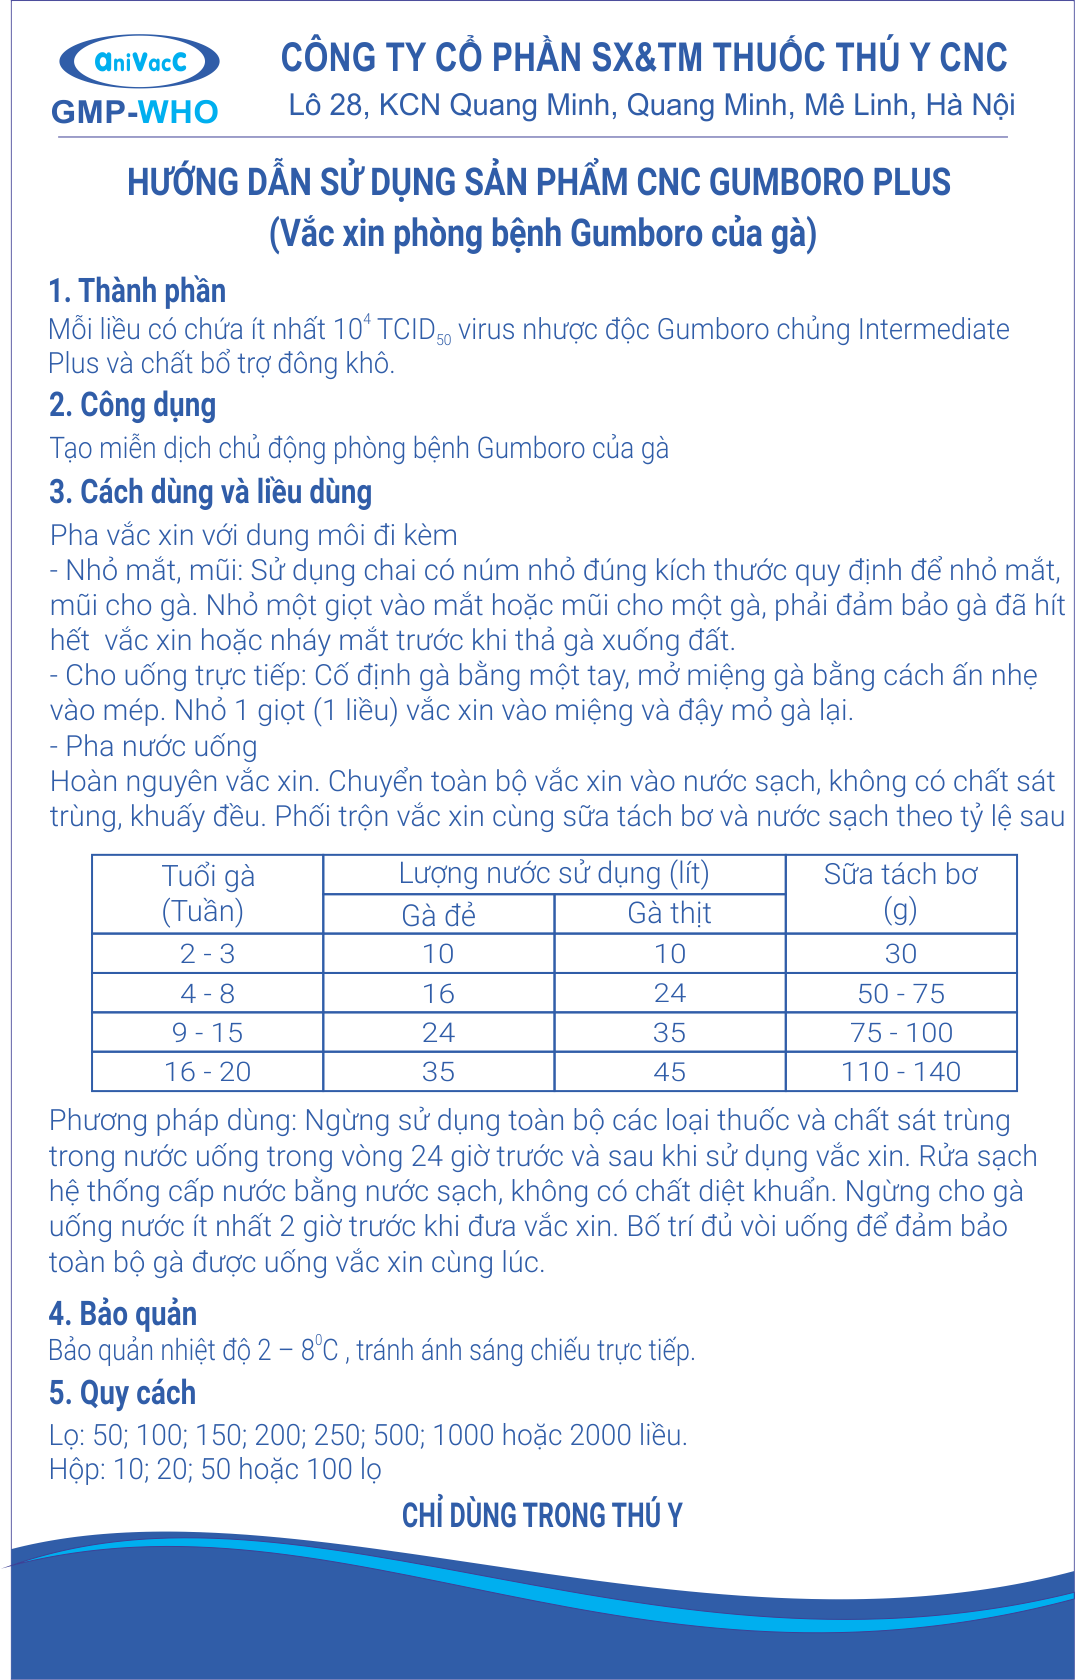 aniVacC
GMP-WHO
CÔNG TY CỔ PHẦN SX&TM THUỐC THÚ Y CNC
Lô 28, KCN Quang Minh, Quang Minh, Mê Linh, Hà Nội
HƯỚNG DẪN SỬ DỤNG SẢN PHẨM CNC GUMBORO PLUS
(Vắc xin phòng bệnh Gumboro của gà)
1. Thành phần
Mỗi liều có chứa ít nhất 10⁴ TCID₅₀ virus nhược độc Gumboro chủng Intermediate
Plus và chất bổ trợ đông khô.
2. Công dụng
Tạo miễn dịch chủ động phòng bệnh Gumboro của gà
3. Cách dùng và liều dùng
Pha vắc xin với dung môi đi kèm
- Nhỏ mắt, mũi: Sử dụng chai có núm nhỏ đúng kích thước quy định để nhỏ mắt,
mũi cho gà. Nhỏ một giọt vào mắt hoặc mũi cho một gà, phải đảm bảo gà đã hít
hết vắc xin hoặc nháy mắt trước khi thả gà xuống đất.
- Cho uống trực tiếp: Cố định gà bằng một tay, mở miệng gà bằng cách ấn nhẹ
vào mép. Nhỏ 1 giọt (1 liều) vắc xin vào miệng và đậy mỏ gà lại.
- Pha nước uống
Hoàn nguyên vắc xin. Chuyển toàn bộ vắc xin vào nước sạch, không có chất sát
trùng, khuấy đều. Phối trộn vắc xin cùng sữa tách bơ và nước sạch theo tỷ lệ sau
Tuổi gà (Tuần) Lượng nước sử dụng (lít) Sữa tách bơ (g)
Gà đẻ Gà thịt
2 - 3 10 10 30
4 - 8 16 24 50 - 75
9 - 15 24 35 75 - 100
16 - 20 35 45 110 - 140
Phương pháp dùng: Ngừng sử dụng toàn bộ các loại thuốc và chất sát trùng
trong nước uống trong vòng 24 giờ trước và sau khi sử dụng vắc xin. Rửa sạch
hệ thống cấp nước bằng nước sạch, không có chất diệt khuẩn. Ngừng cho gà
uống nước ít nhất 2 giờ trước khi đưa vắc xin. Bố trí đủ vòi uống để đảm bảo
toàn bộ gà được uống vắc xin cùng lúc.
4. Bảo quản
Bảo quản nhiệt độ 2 – 8⁰C , tránh ánh sáng chiếu trực tiếp.
5. Quy cách
Lọ: 50; 100; 150; 200; 250; 500; 1000 hoặc 2000 liều.
Hộp: 10; 20; 50 hoặc 100 lọ
CHỈ DÙNG TRONG THÚ Y